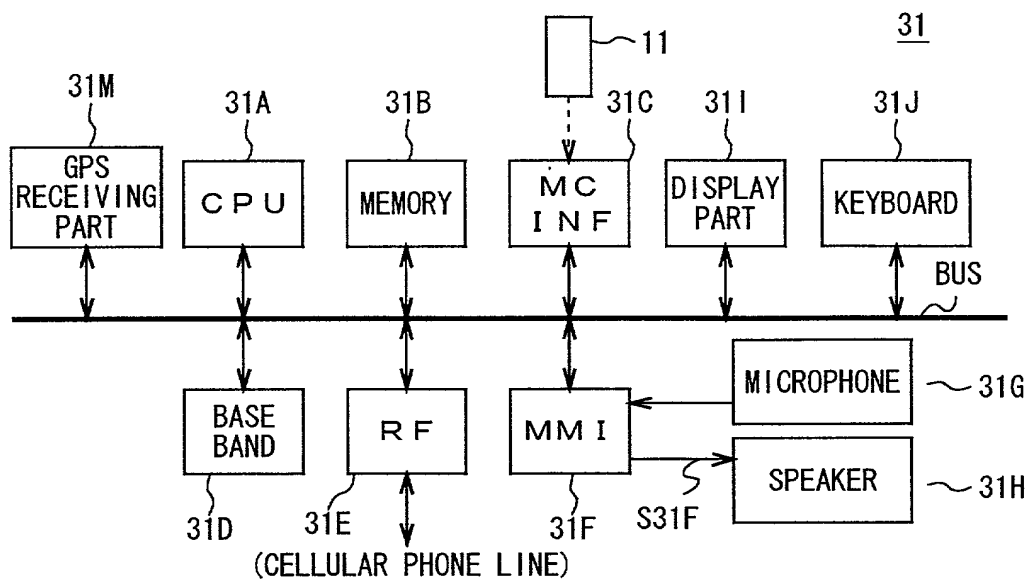 31
11
31M
31A
31B
31C
31I
31J
GPS
RECEIVING
PART
CPU
MEMORY
MC
INF
DISPLAY
PART
KEYBOARD
BUS
BASE
BAND
RF
MMI
MICROPHONE
31G
SPEAKER
31H
31D
31E
31F
S31F
(CELLULAR PHONE LINE)